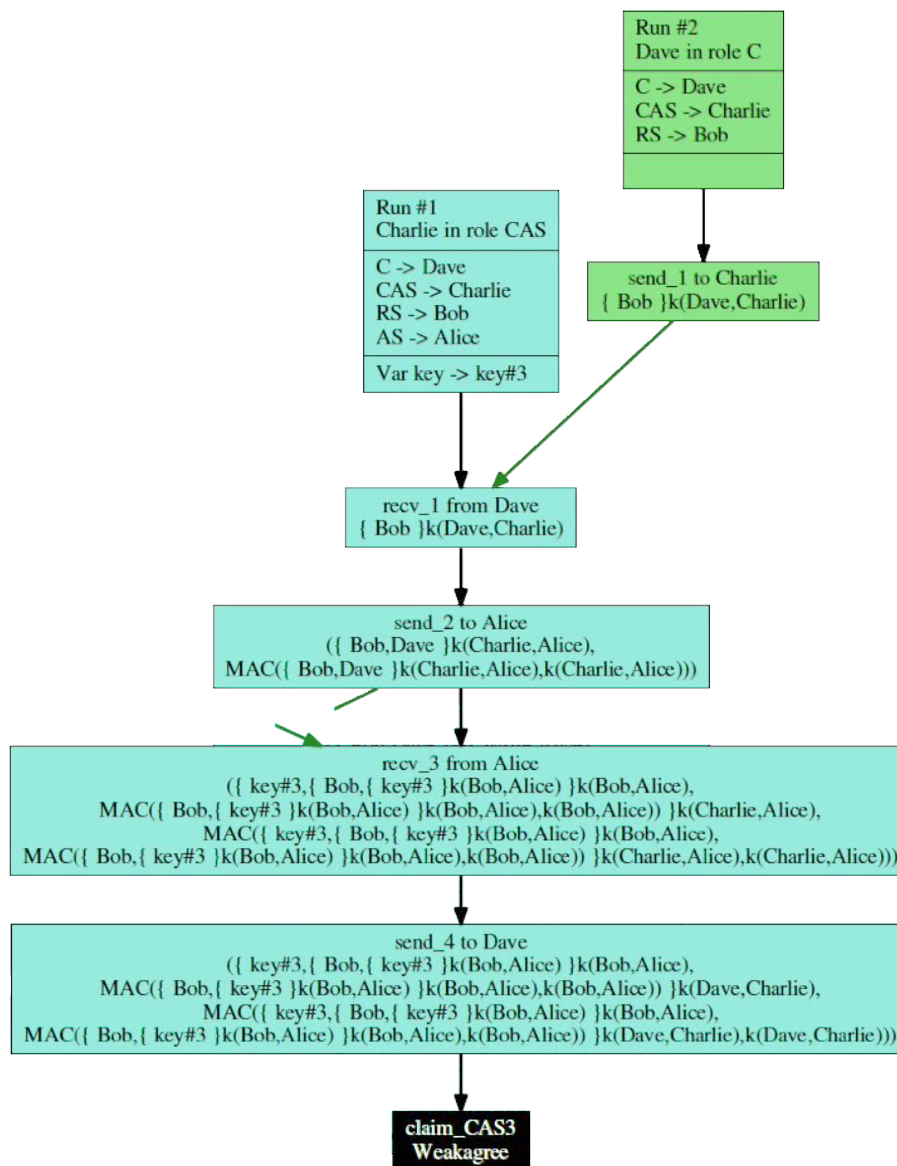 Run #2
Dave in role C
C -> Dave
CAS -> Charlie
RS -> Bob
Run #1
Charlie in role CAS
C -> Dave
CAS -> Charlie
RS -> Bob
AS -> Alice
Var key -> key#3
send_1 to Charlie
{ Bob }k(Dave,Charlie)
recv_1 from Dave
{ Bob }k(Dave,Charlie)
send_2 to Alice
({ Bob,Dave }k(Charlie,Alice),
MAC({ Bob,Dave }k(Charlie,Alice),k(Charlie,Alice)))
recv_3 from Alice
({ key#3,{ Bob,{ key#3 }k(Bob,Alice) }k(Bob,Alice),
MAC({ Bob,{ key#3 }k(Bob,Alice) }k(Bob,Alice),k(Bob,Alice)) }k(Charlie,Alice),
MAC({ key#3,{ Bob,{ key#3 }k(Bob,Alice) }k(Bob,Alice),
MAC({ Bob,{ key#3 }k(Bob,Alice) }k(Bob,Alice),k(Bob,Alice)) }k(Charlie,Alice),k(Charlie,Alice)))
send_4 to Dave
({ key#3,{ Bob,{ key#3 }k(Bob,Alice) }k(Bob,Alice),
MAC({ Bob,{ key#3 }k(Bob,Alice) }k(Bob,Alice),k(Bob,Alice)) }k(Dave,Charlie),
MAC({ key#3,{ Bob,{ key#3 }k(Bob,Alice) }k(Bob,Alice),
MAC({ Bob,{ key#3 }k(Bob,Alice) }k(Bob,Alice),k(Bob,Alice)) }k(Dave,Charlie),k(Dave,Charlie)))
claim_CAS3
Weakagree